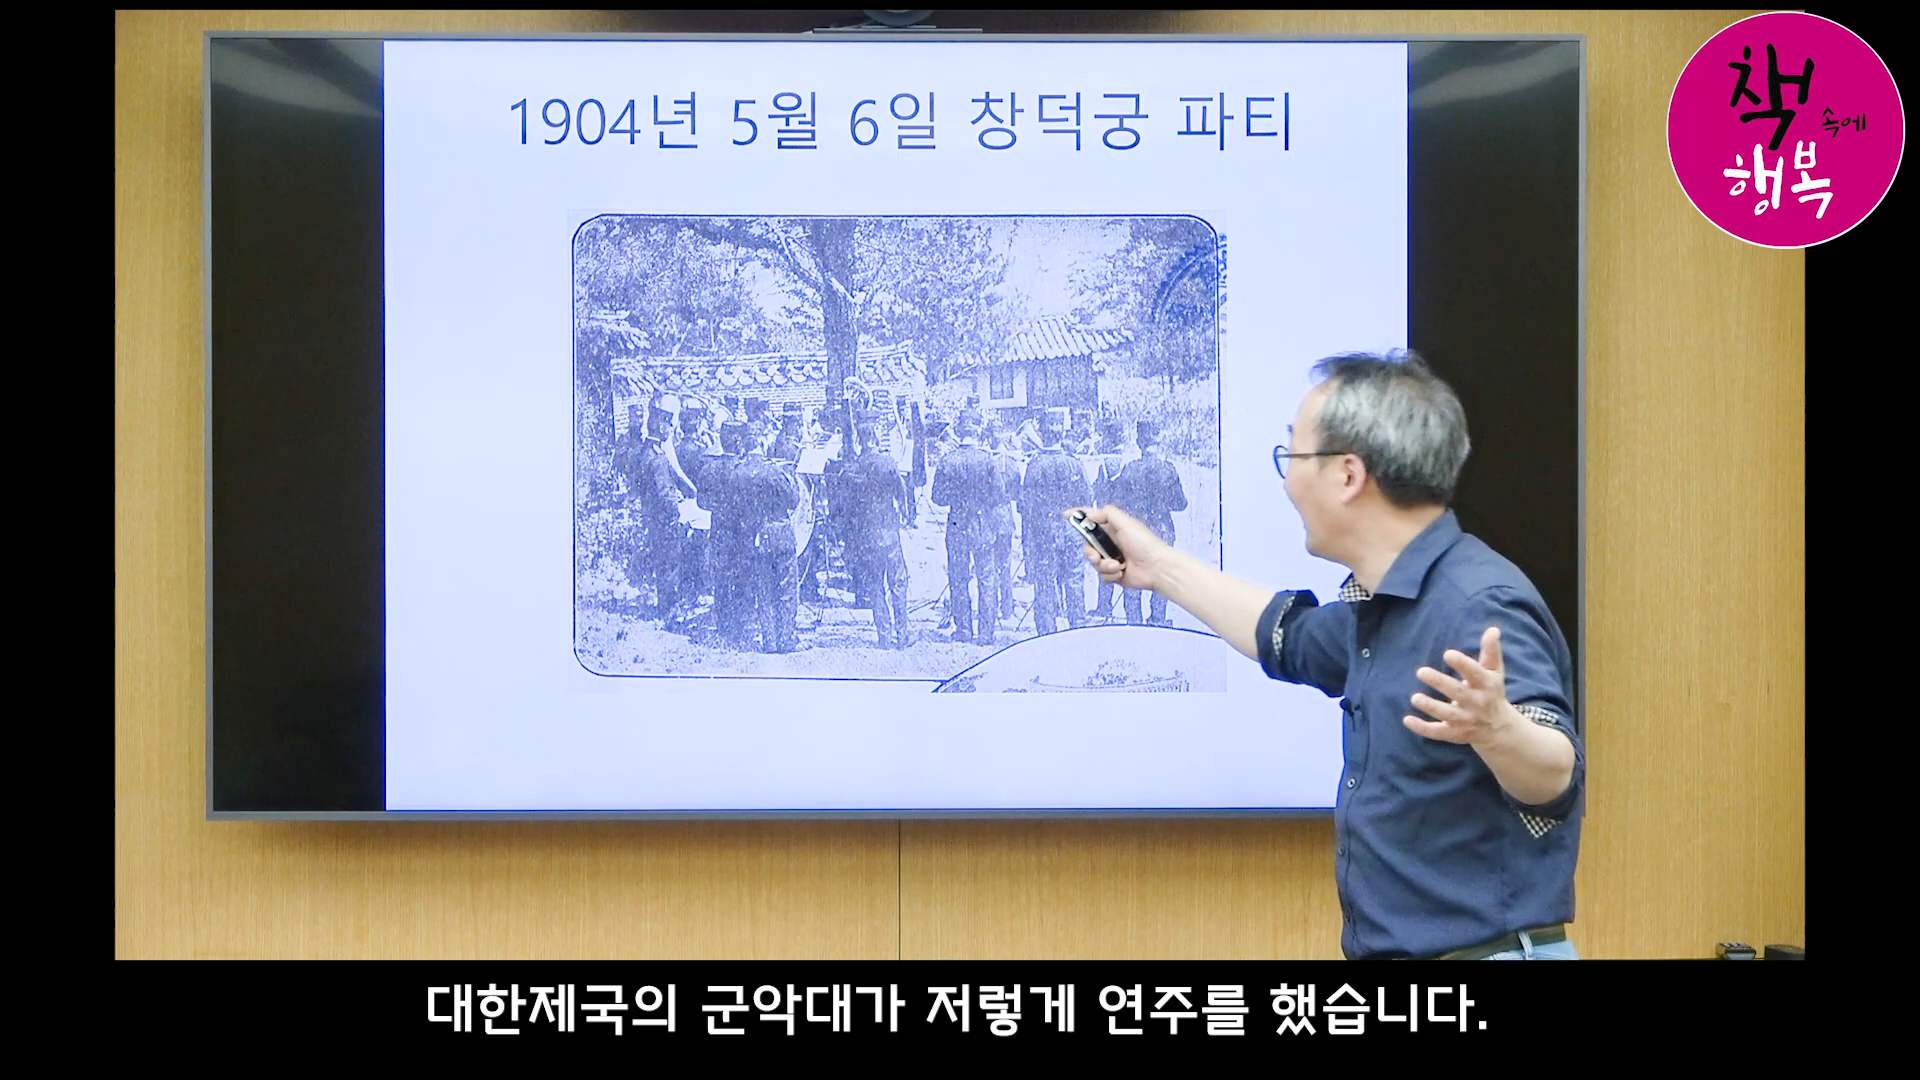 1904년 5월 6일 창덕궁 파티
책
속에
행복
대한제국의 군악대가 저렇게 연주를 했습니다.